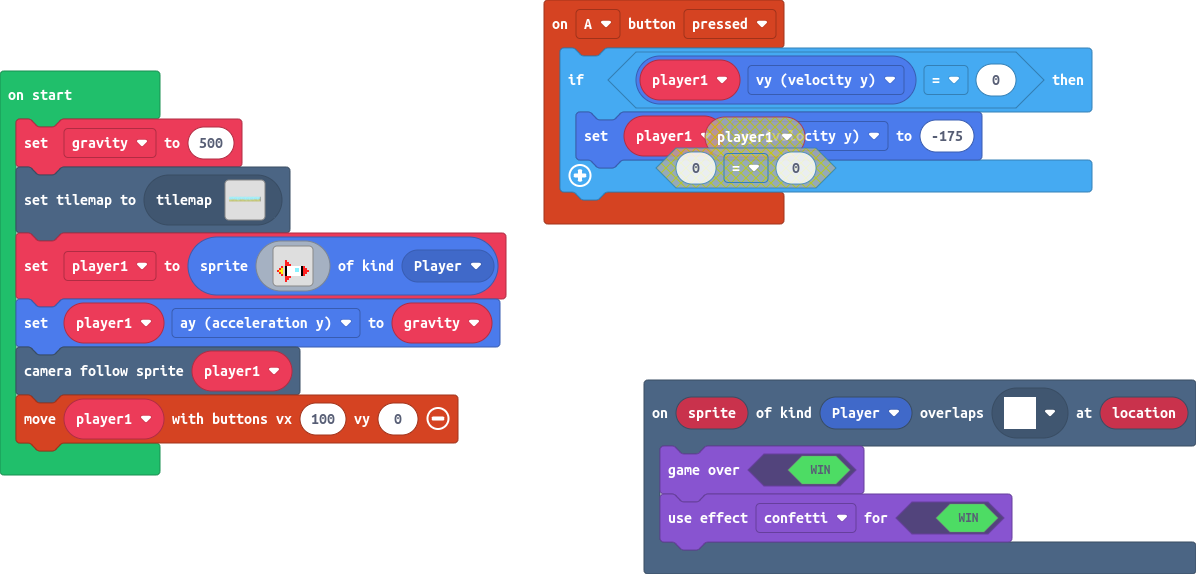 on start
set gravity to 500
set tilemap to tilemap
set player1 to sprite of kind Player
set player1 ay (acceleration y) to gravity
camera follow sprite player1
move player1 with buttons vx 100 vy 0
on A button pressed
if player1 vy (velocity y) = 0 then
set player1 player1 locity y) to -175
0 = 0
on sprite of kind Player overlaps at location
game over WIN
use effect confetti for WIN